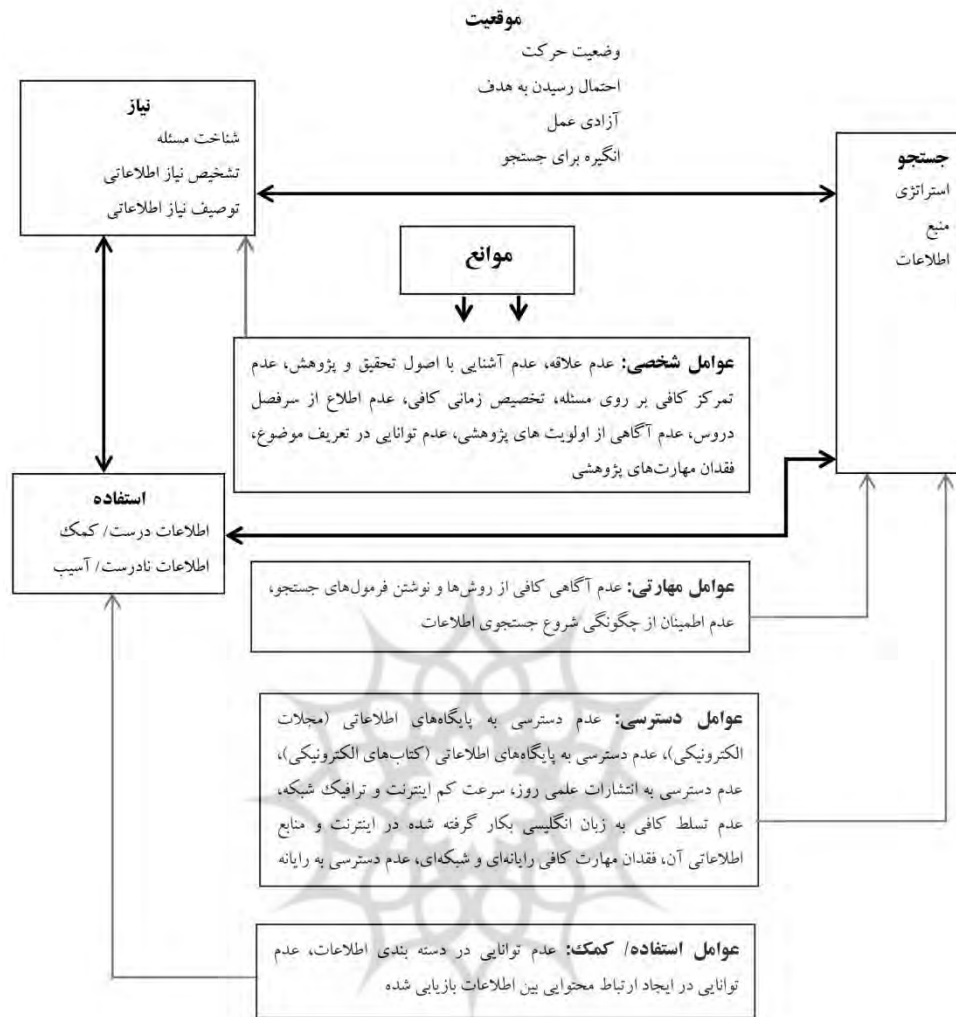 موقعیت
وضعیت حرکت
احتمال رسیدن به هدف
آزادی عمل
انگیزه برای جستجو
جستجو
استراتژی
منبع
اطلاعات
نیاز
شناخت مسئله
تشخیص نیاز اطلاعاتی
توصیف نیاز اطلاعاتی
موانع
عوامل شخصی: عدم علاقه، عدم آشنایی با اصول تحقیق و پژوهش، عدم
تمرکز کافی بر روی مسئله، تخصیص زمانی کافی، عدم اطلاع از سرفصل
دروس، عدم آگاهی از اولویت های پژوهشی، عدم توانایی در تعریف موضوع،
فقدان مهارت‌های پژوهشی
استفاده
اطلاعات درست/ کمک
اطلاعات نادرست/ آسیب
عوامل مهارتی: عدم آگاهی کافی از روش‌ها و نوشتن فرمول‌های جستجو،
عدم اطمینان از چگونگی شروع جستجوی اطلاعات
عوامل دسترسی: عدم دسترسی به پایگاه‌های اطلاعاتی (مجلات
الکترونیکی)، عدم دسترسی به پایگاه‌های اطلاعاتی (کتاب‌های الکترونیکی)،
عدم دسترسی به انتشارات علمی روز، سرعت کم اینترنت و ترافیک شبکه،
عدم تسلط کافی به زبان انگلیسی بکار گرفته شده در اینترنت و منابع
اطلاعاتی آن، فقدان مهارت کافی رایانه‌ای و شبکه‌ای، عدم دسترسی به رایانه
عوامل استفاده/ کمک: عدم توانایی در دسته بندی اطلاعات، عدم
توانایی در ایجاد ارتباط محتوایی بین اطلاعات بازیابی شده